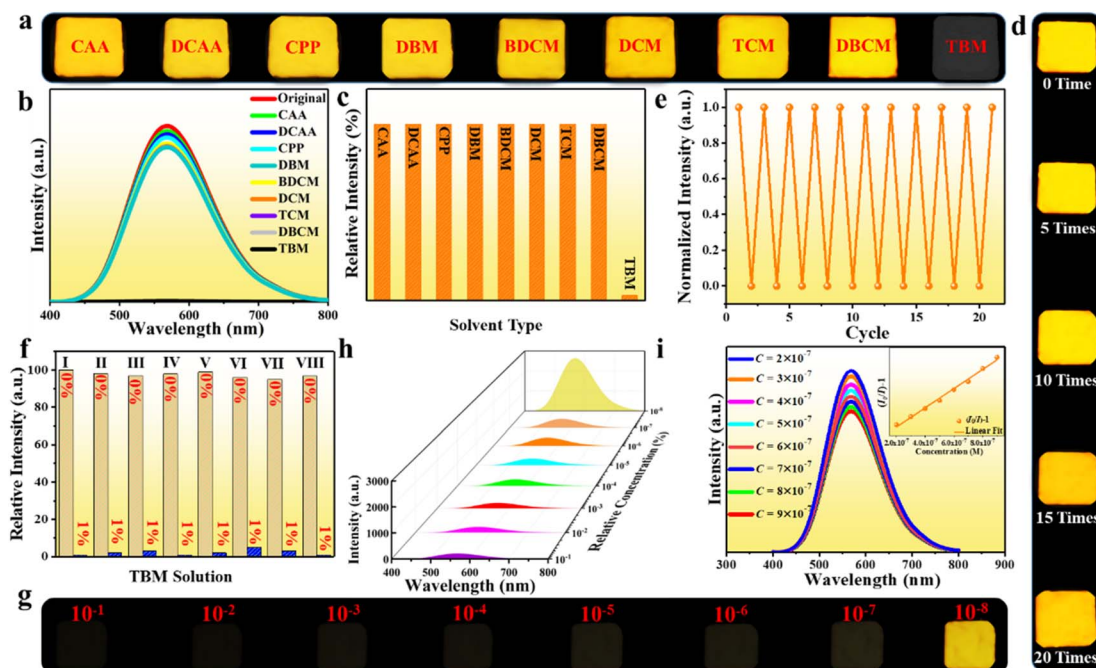 a
CAA DCAA CPP DBM BDCM DCM TCM DBCM TBM
d
0 Time
5 Times
10 Times
15 Times
20 Times
b
Original
CAA
DCAA
CPP
DBM
BDCM
DCM
TCM
DBCM
TBM
Intensity (a.u.)
400 500 600 700 800
Wavelength (nm)
c
Relative Intensity (%)
CAA DCAA CPP DBM BDCM DCM TCM DBCM TBM
Solvent Type
e
Normalized Intensity (a.u.)
1.0
0.8
0.6
0.4
0.2
0.0
0 5 10 15 20
Cycle
f
Relative Intensity (a.u.)
100
80
60
40
20
0
I II III IV V VI VII VIII
0% 0% 0% 0% 0% 0% 0% 0%
1% 1% 1% 1% 1% 1% 1% 1%
TBM Solution
h
Intensity (a.u.)
3000
2000
1000
0
400 500 600 700 800
Wavelength (nm)
10-8
10-7
10-6
10-5
10-4
10-3
10-2
10-1
Relative Concentration (%)
i
C = 2×10-7
C = 3×10-7
C = 4×10-7
C = 5×10-7
C = 6×10-7
C = 7×10-7
C = 8×10-7
C = 9×10-7
Intensity (a.u.)
300 400 500 600 700 800 900
Wavelength (nm)
(I0/I)-1
(I0/I)-1
Linear Fit
2.0x10-7 4.0x10-7 6.0x10-7 8.0x10-7
Concentration (M)
g
10-1 10-2 10-3 10-4 10-5 10-6 10-7 10-8